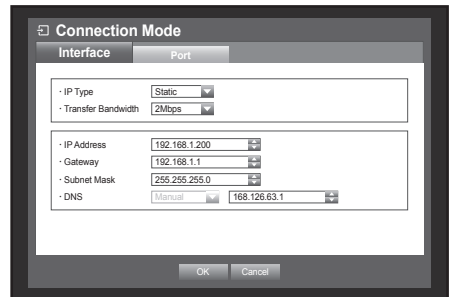 Connection Mode
Interface Port
· IP Type Static
· Transfer Bandwidth 2Mbps
· IP Address 192.168.1.200
· Gateway 192.168.1.1
· Subnet Mask 255.255.255.0
· DNS Manual 168.126.63.1
OK Cancel